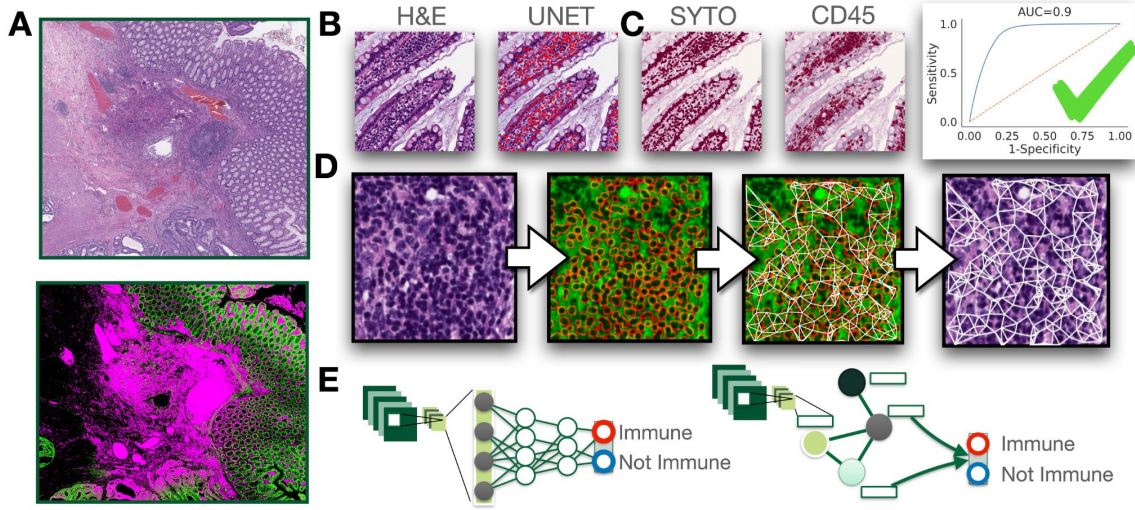 A
B
H&E
UNET
C
SYTO
CD45
AUC=0.9
Sensitivity
1.0
0.5
0.0
0.00 0.25 0.50 0.75 1.00
1-Specificity
D
E
Immune
Not Immune
Immune
Not Immune